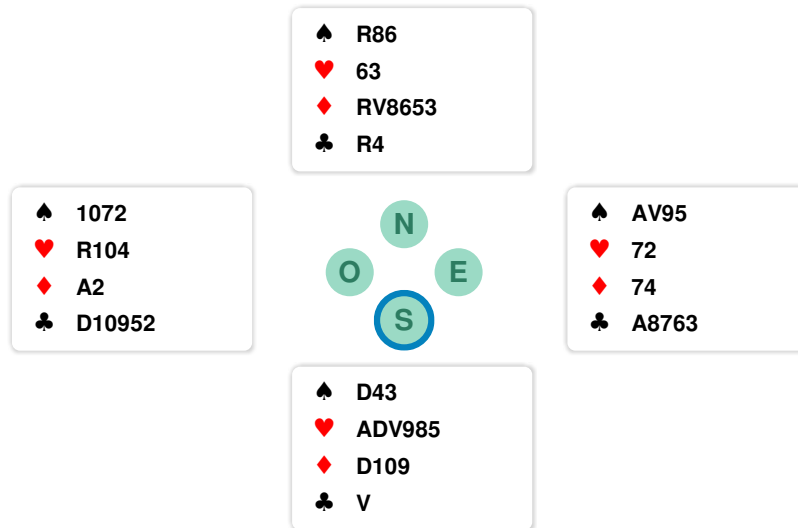 ♠ R86
♥ 63
♦ RV8653
♣ R4
♠ 1072
♥ R104
♦ A2
♣ D10952
N
O E
S
♠ AV95
♥ 72
♦ 74
♣ A8763
♠ D43
♥ ADV985
♦ D109
♣ V